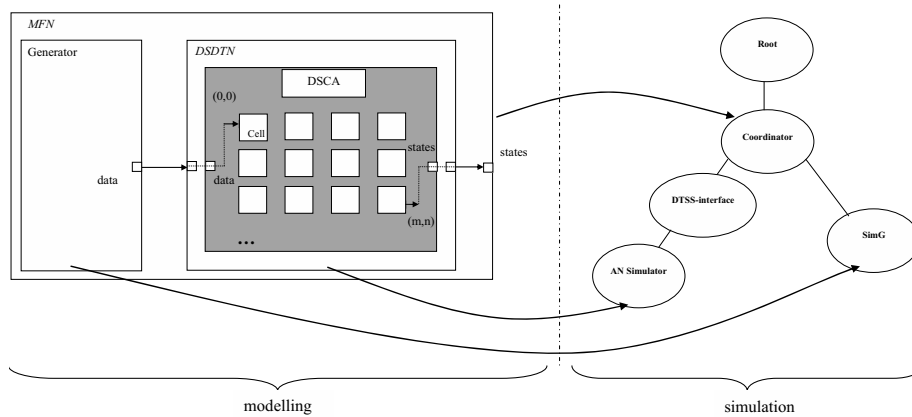 MFN
Generator
DSDTN
DSCA
(0,0)
Cell
states
data
data
states
(m,n)
...
Root
Coordinator
DTSS-interface
SimG
AN Simulator
modelling
simulation